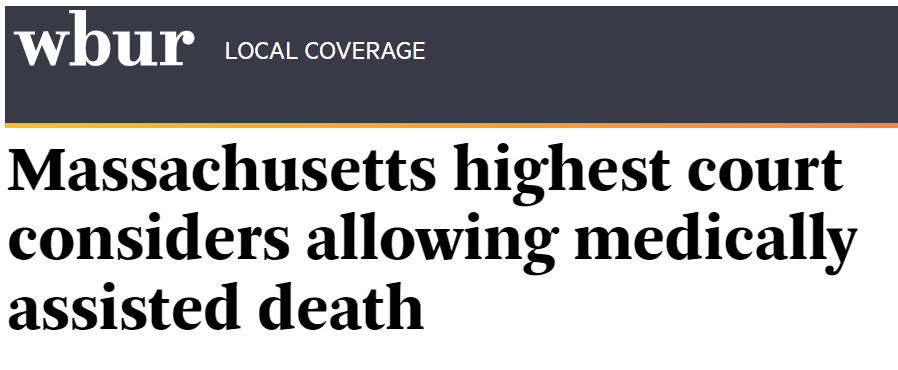 wbur LOCAL COVERAGE
Massachusetts highest court
considers allowing medically
assisted death